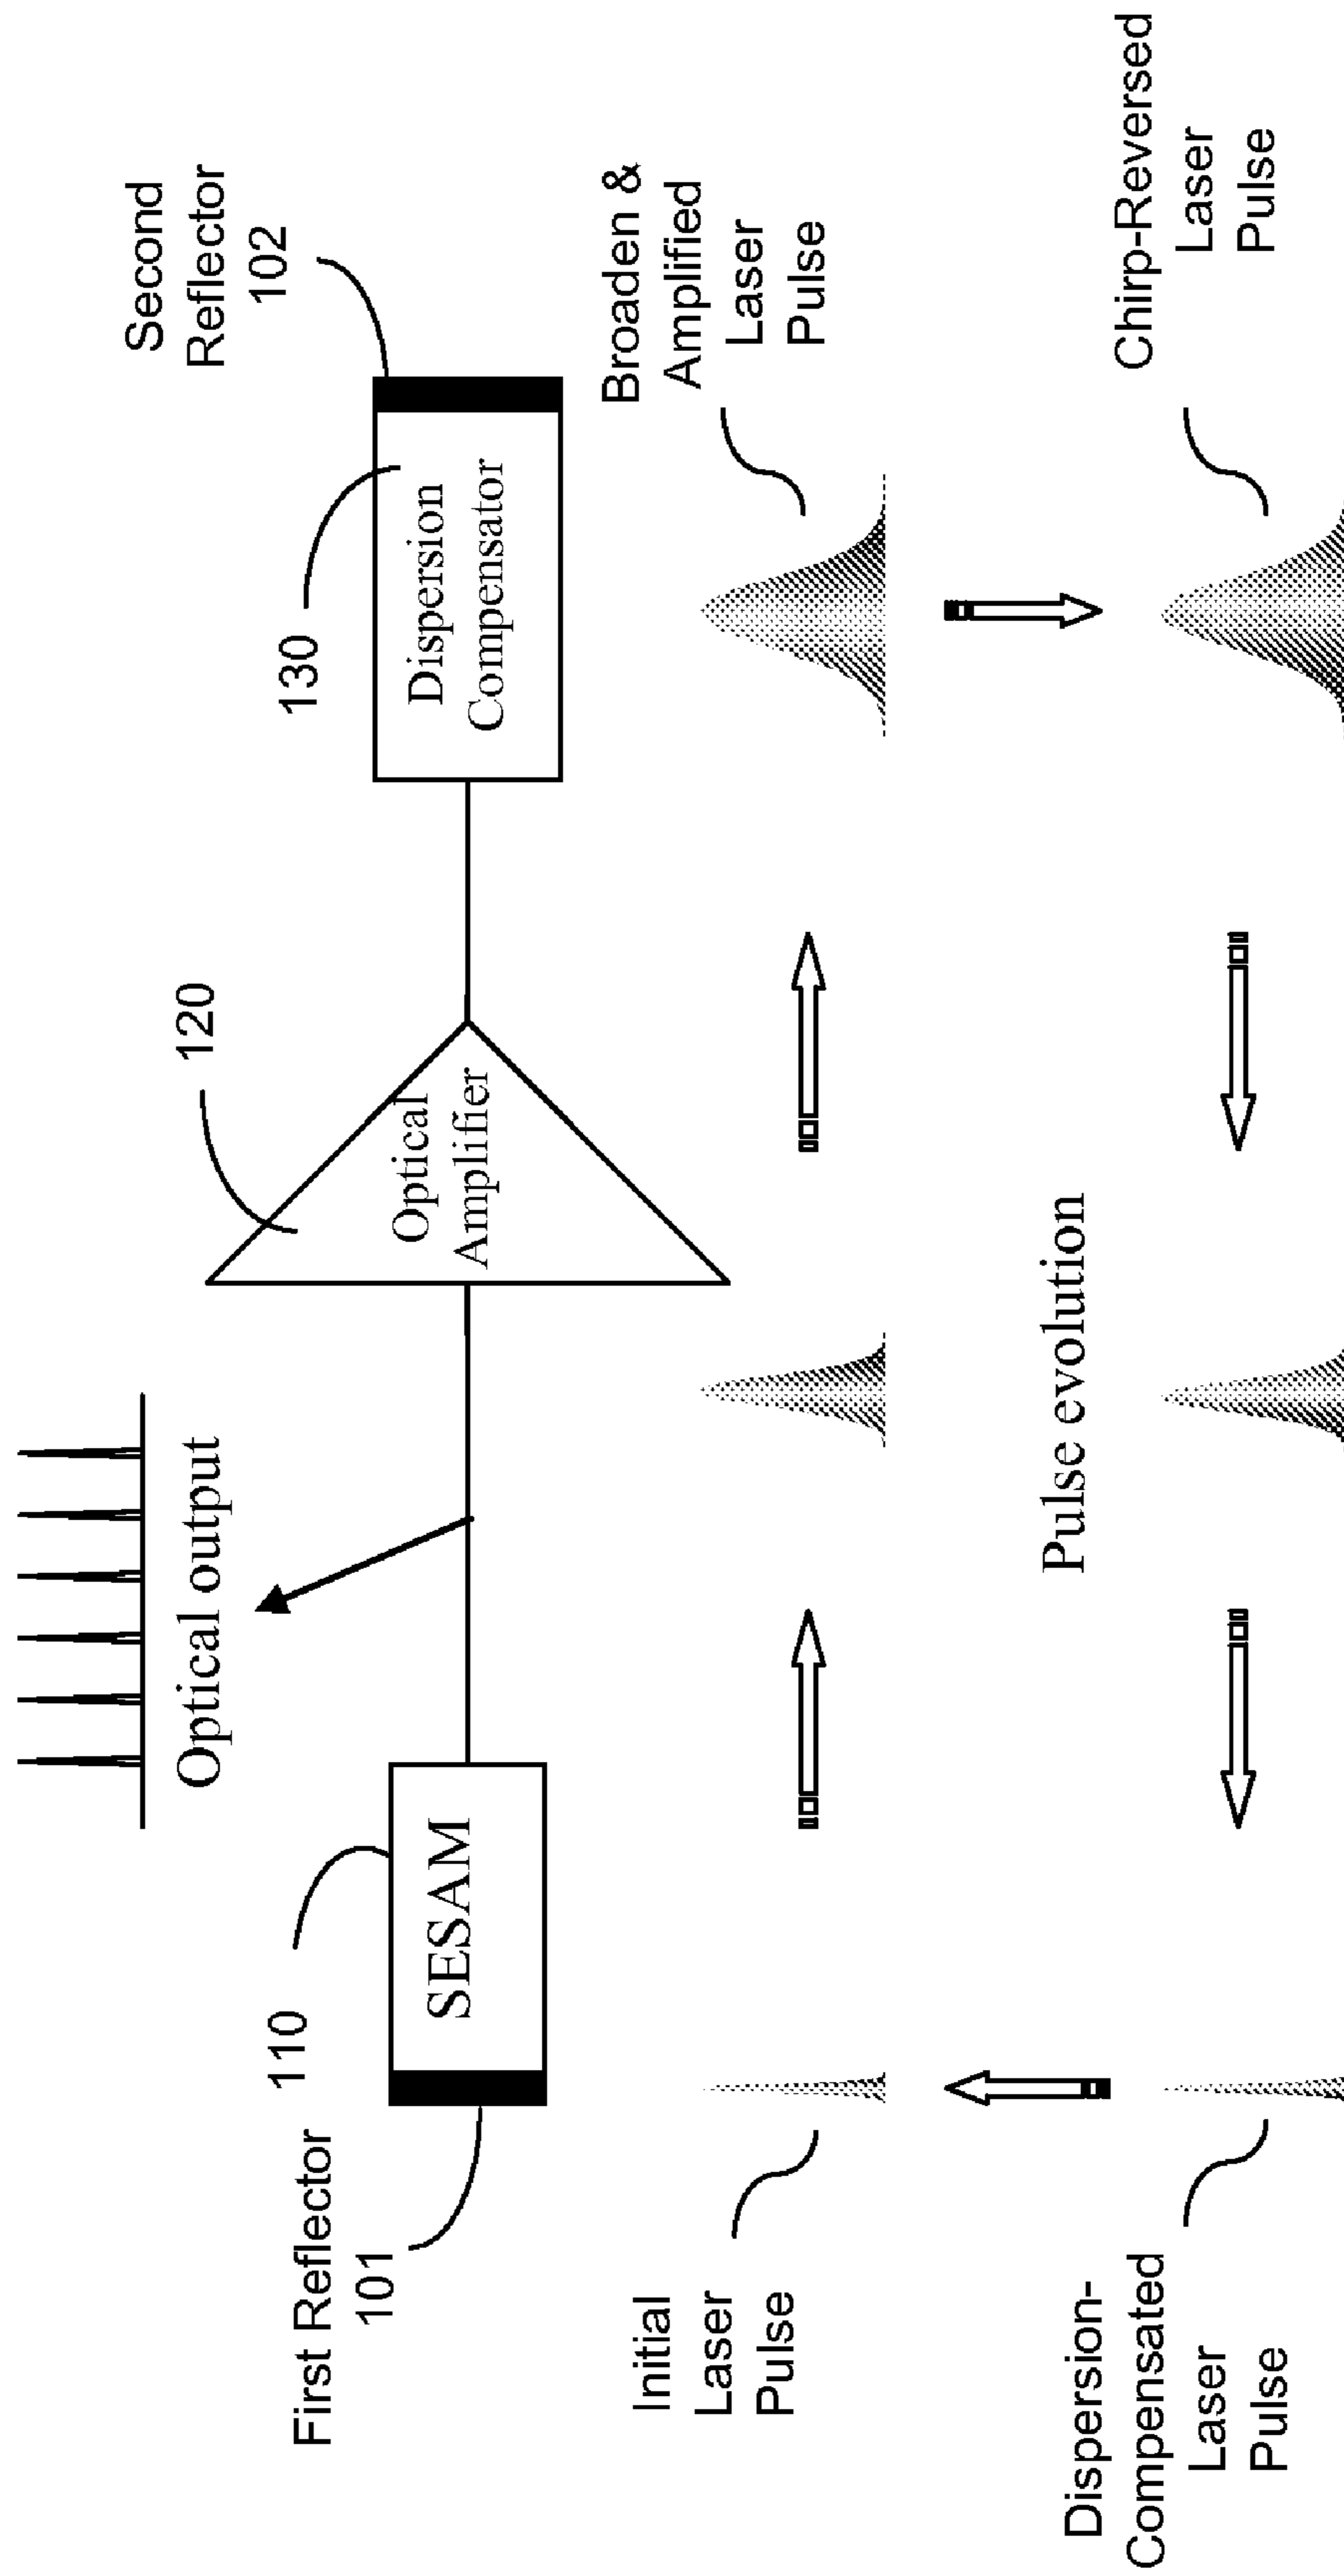 Optical output
First Reflector
101
110
SESAM
120
Optical
Amplifier
130
Dispersion
Compensator
Second
Reflector
102
Initial
Laser
Pulse
Broaden &
Amplified
Laser
Pulse
Pulse evolution
Dispersion-
Compensated
Laser
Pulse
Chirp-Reversed
Laser
Pulse